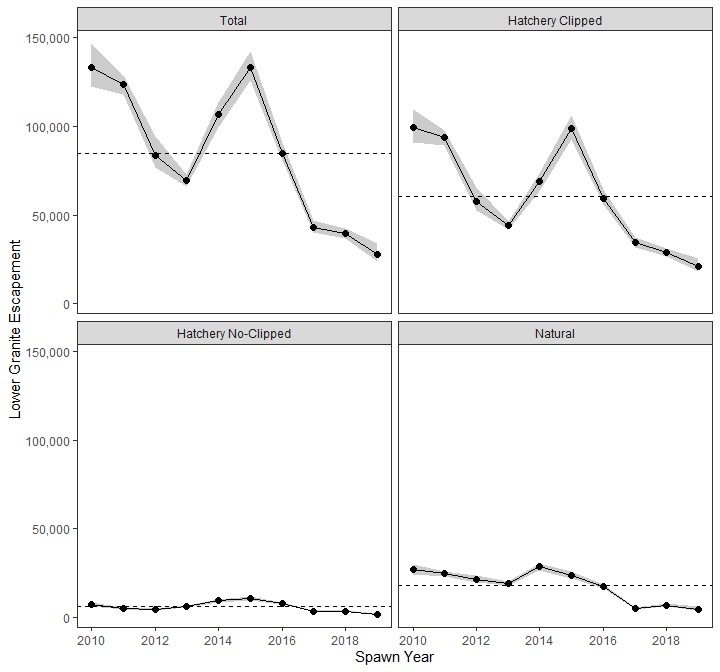 Total
Hatchery Clipped
150,000
100,000
50,000
0
Lower Granite Escapement
Hatchery No-Clipped
Natural
150,000
100,000
50,000
0
2010 2012 2014 2016 2018
2010 2012 2014 2016 2018
Spawn Year